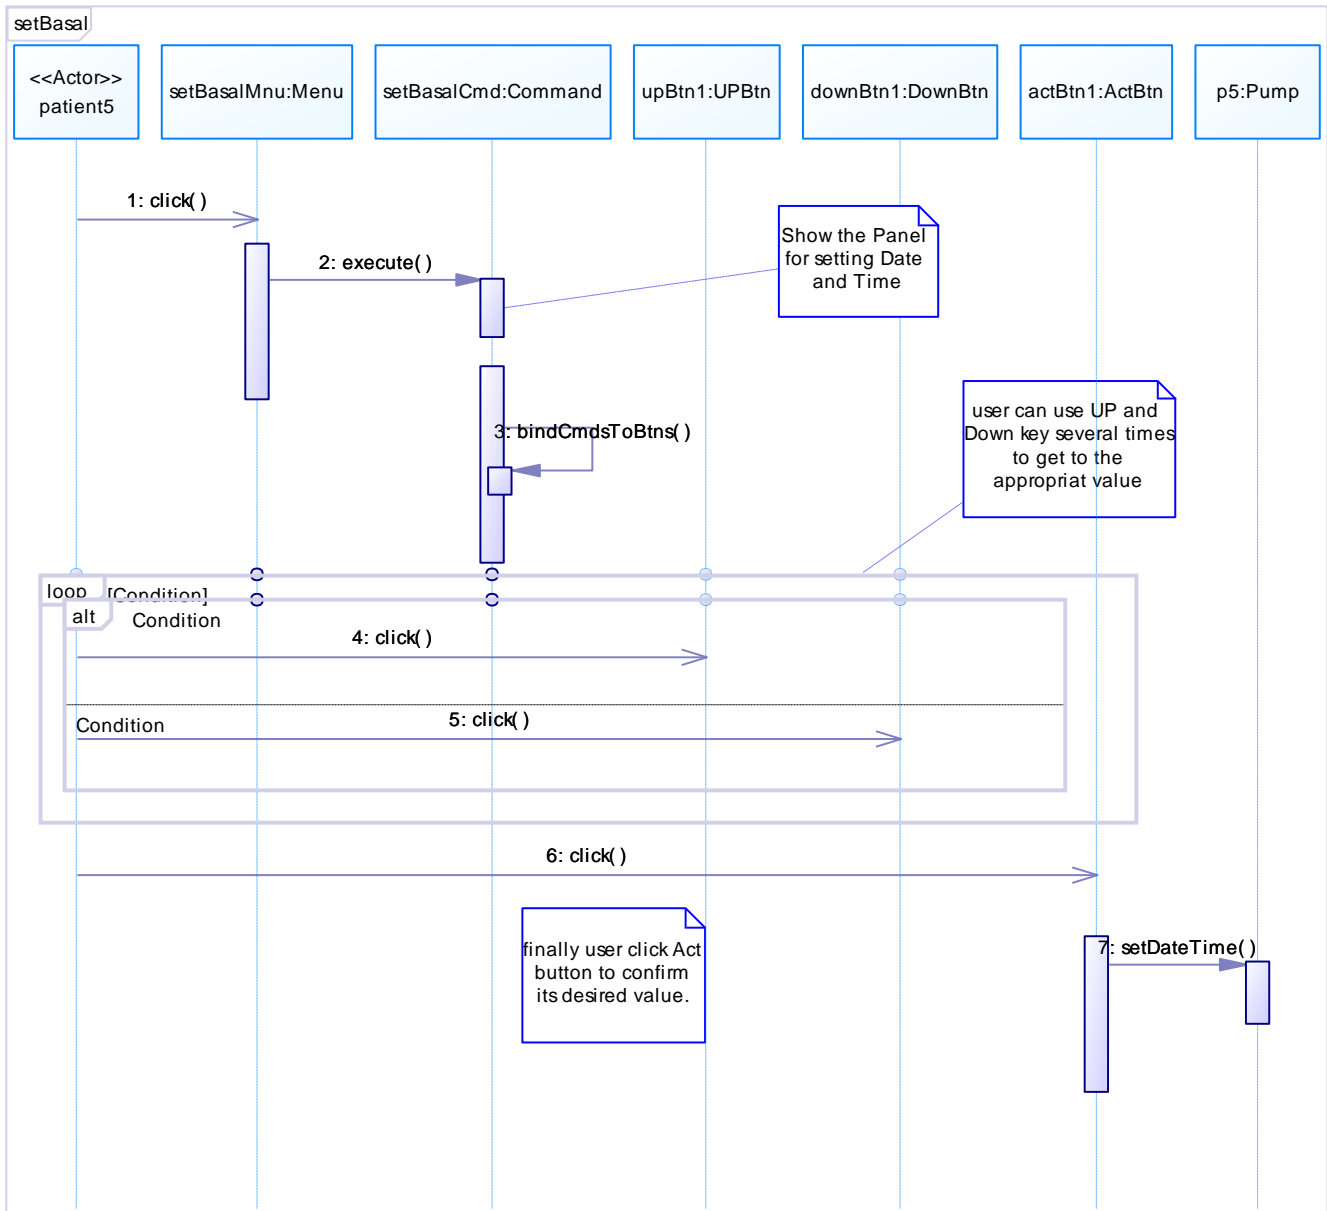 setBasal
<<Actor>>
patient5
setBasalMnu:Menu
setBasalCmd:Command
upBtn1:UPBtn
downBtn1:DownBtn
actBtn1:ActBtn
p5:Pump
1: click( )
Show the Panel
for setting Date
and Time
2: execute( )
user can use UP and
Down key several times
to get to the
appropriat value
3: bindCmdsToBtns( )
loop
[Condition]
alt
Condition
4: click( )
Condition
5: click( )
6: click( )
finally user click Act
button to confirm
its desired value.
7: setDateTime( )